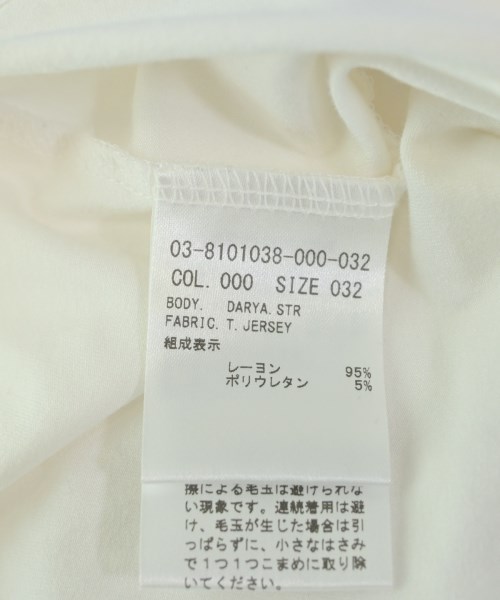 03-8101038-000-032
COL. 000 SIZE 032
BODY. DARYA.STR
FABRIC. T. JERSEY
組成表示
レーヨン 95%
ポリウレタン 5%
際による毛玉は避けられな
い現象です。連続着用は避
け、毛玉が生じた場合は引
っぱらずに、小さなはさみ
で1つ1つこまめに取り除
いてください。